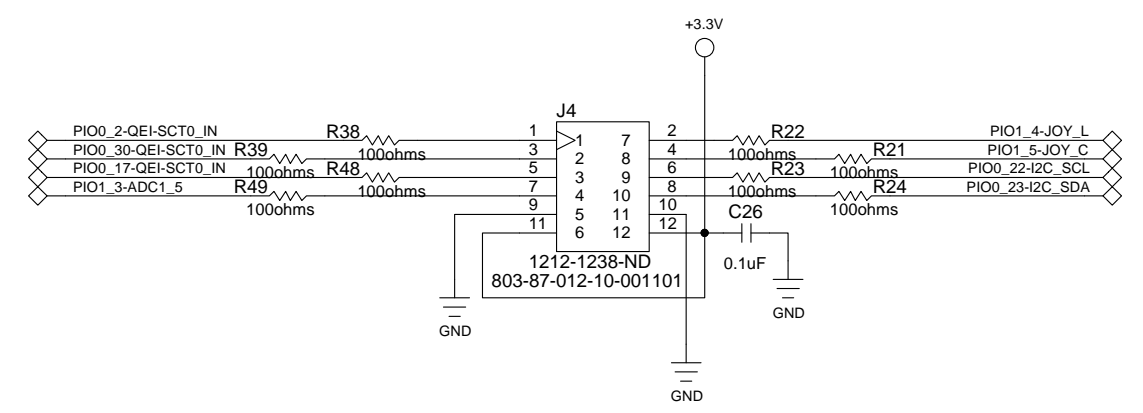 +3.3V
J4
PIO0_2-QEI-SCT0_IN R38 1 1 7 2 R22 PIO1_4-JOY_L
100ohms 100ohms
PIO0_30-QEI-SCT0_IN R39 3 2 8 4 R21 PIO1_5-JOY_C
100ohms 100ohms
PIO0_17-QEI-SCT0_IN R48 5 3 9 6 R23 PIO0_22-I2C_SCL
100ohms 100ohms
PIO1_3-ADC1_5 R49 7 4 10 8 R24 PIO0_23-I2C_SDA
100ohms 100ohms
9 5 11 10 C26
11 6 12 12
0.1uF
1212-1238-ND
803-87-012-10-001101
GND
GND
GND